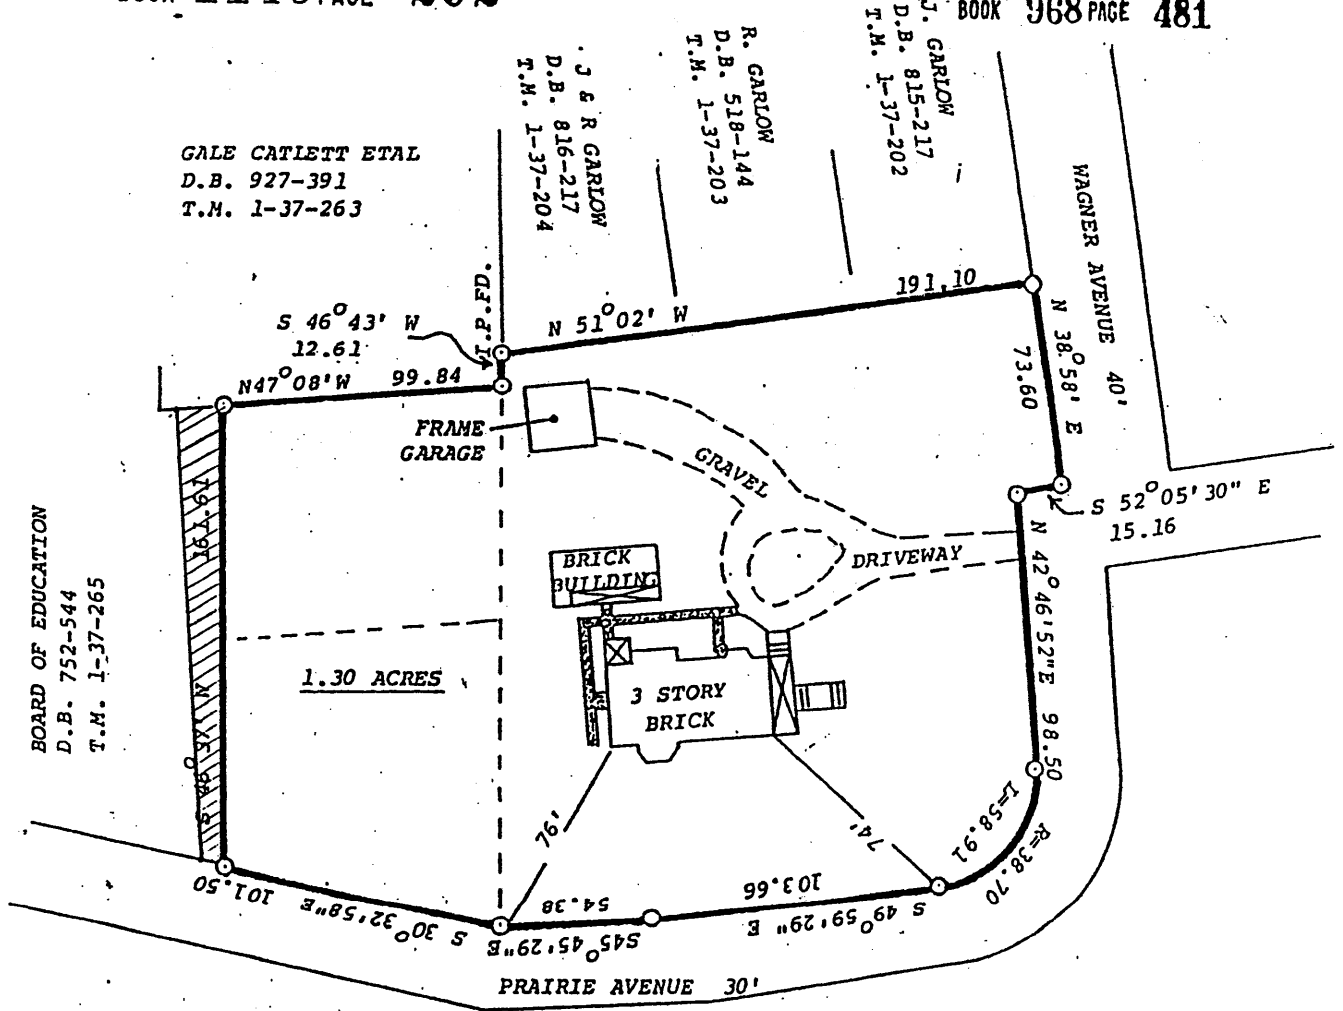 BOOK 968 PAGE 481
PAGE 202
GALE CATLETT ETAL
D.B. 927-391
T.M. 1-37-263
J & R GARLOW
D.B. 816-217
T.M. 1-37-204
R. GARLOW
D.B. 518-144
T.M. 1-37-203
J. GARLOW
D.B. 815-217
T.M. 1-37-202
WAGNER AVENUE 40'
I.P.FD.
S 46°43' W
12.61
N 51°02' W 191.10
N 38°58' E
73.60
N47°08'W 99.84
FRAME
GARAGE
GRAVEL
DRIVEWAY
S 52°05'30" E
15.16
BRICK
BUILDING
N 42°46'52"E 98.50
BOARD OF EDUCATION
D.B. 752-544
T.M. 1-37-265
161.61
1.30 ACRES
3 STORY
BRICK
76'
74'
L=58.91
R=38.70
101.50
S 30°32'58"E
54.38
S45°45'29"E
103.66
S 49°59'29" E
PRAIRIE AVENUE 30'